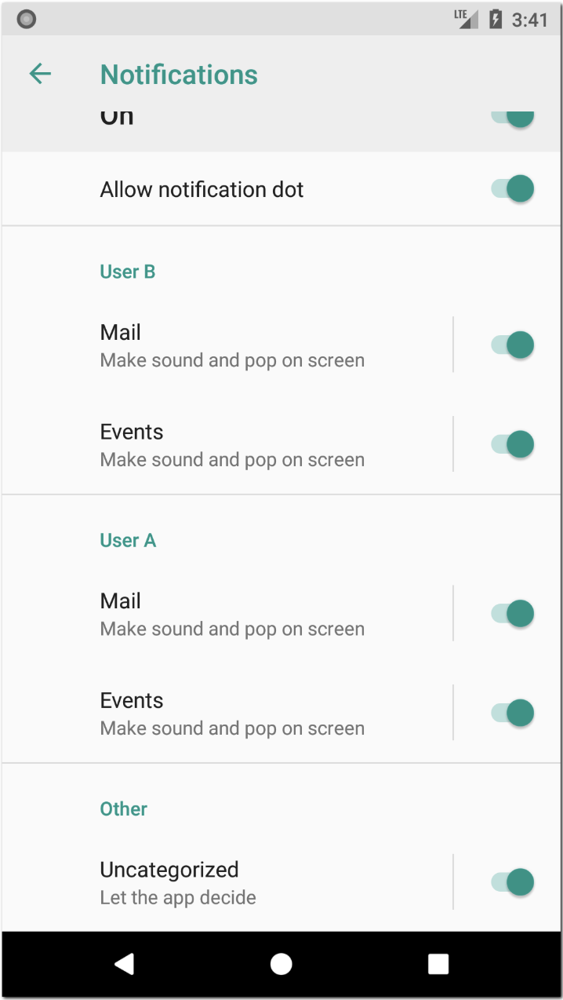 LTE 3:41
Notifications
On
Allow notification dot
User B
Mail
Make sound and pop on screen
Events
Make sound and pop on screen
User A
Mail
Make sound and pop on screen
Events
Make sound and pop on screen
Other
Uncategorized
Let the app decide